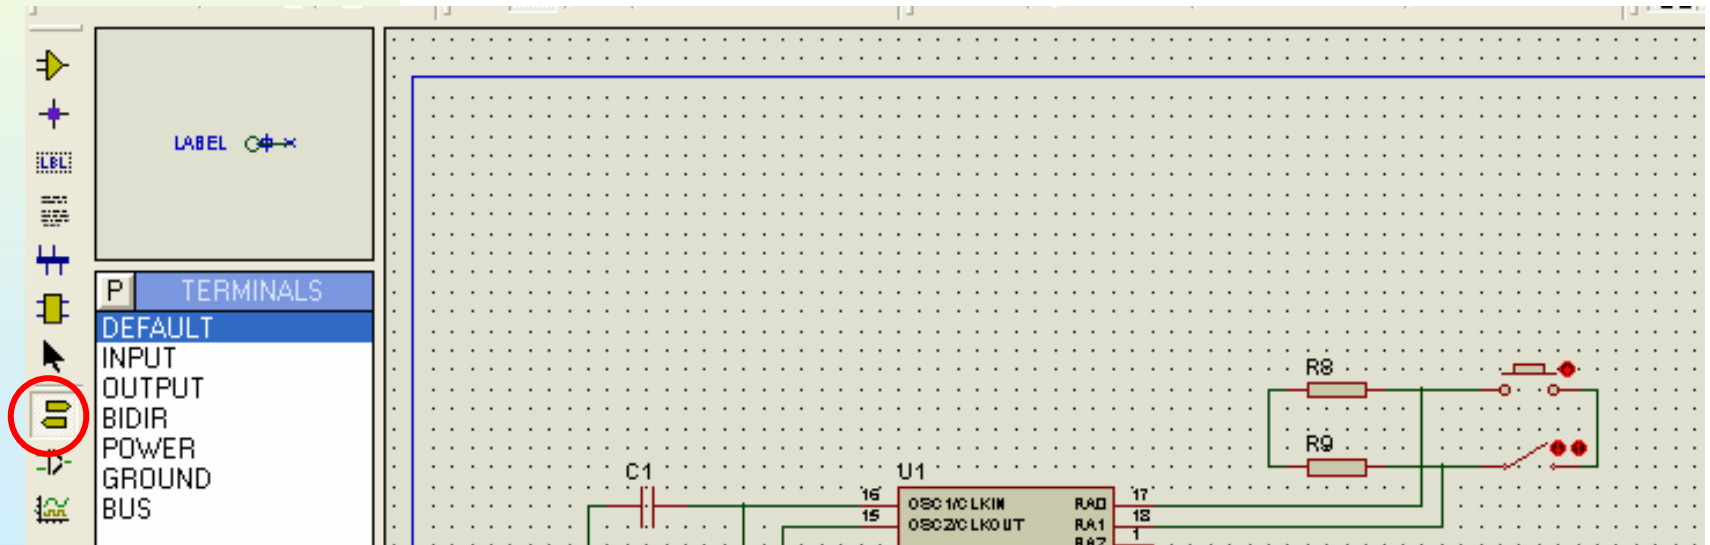 LBL
LABEL
P TERMINALS
DEFAULT
INPUT
OUTPUT
BIDIR
POWER
GROUND
BUS
R8
R9
C1
U1
16
15
OSC1/CLKIN
OSC2/CLKOUT
RA0
RA1
RA2
17
18
1